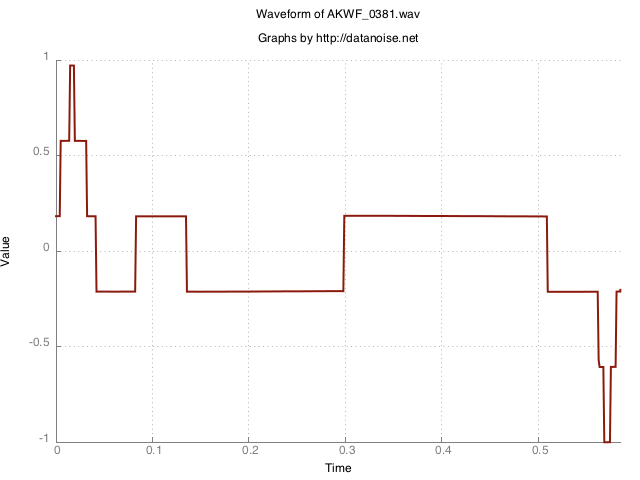 Waveform of AKWF_0381.wav
Graphs by http://datanoise.net
1
0.5
0
-0.5
-1
Value
0 0.1 0.2 0.3 0.4 0.5
Time